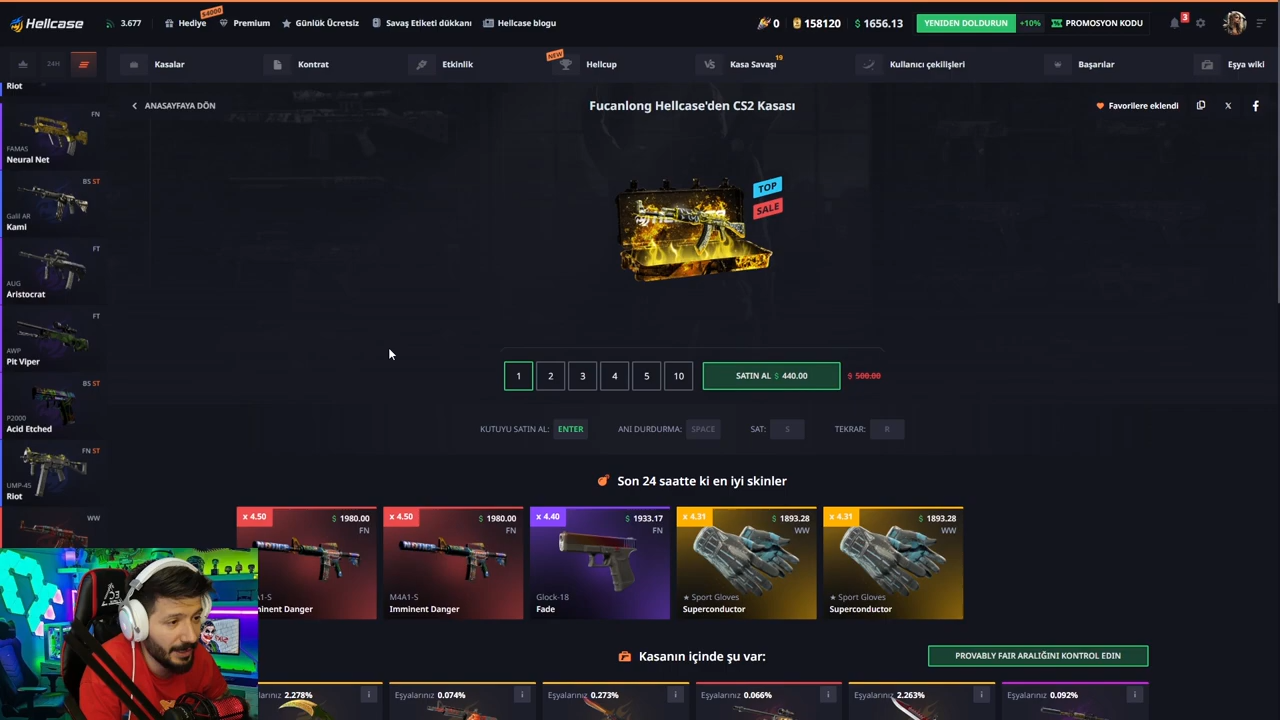 Hellcase
3.677
Hediye
$4000
Premium
Günlük Ücretsiz
Savaş Etiketi dükkanı
Hellcase blogu
0
158120
$ 1656.13
YENİDEN DOLDURUN
+10%
PROMOSYON KODU
3
24H
Kasalar
Kontrat
Etkinlik
NEW
Hellcup
VS
Kasa Savaşı
19
Kullanıcı çekilişleri
Başarılar
Eşya wiki
Riot
FN
FAMAS
Neural Net
BS ST
Galil AR
Kami
FT
AUG
Aristocrat
FT
AWP
Pit Viper
BS ST
P2000
Acid Etched
FN ST
UMP-45
Riot
WW
ANASAYFAYA DÖN
Fucanlong Hellcase'den CS2 Kasası
Favorilere eklendi
TOP
SALE
1
2
3
4
5
10
SATIN AL $ 440.00
$ 500.00
KUTUYU SATIN AL: ENTER
ANI DURDURMA: SPACE
SAT: S
TEKRAR: R
Son 24 saatte ki en iyi skinler
x 4.50
$ 1980.00
FN
A1-S
inent Danger
x 4.50
$ 1980.00
FN
M4A1-S
Imminent Danger
x 4.40
$ 1933.17
FN
Glock-18
Fade
x 4.31
$ 1893.28
WW
★ Sport Gloves
Superconductor
x 4.31
$ 1893.28
WW
★ Sport Gloves
Superconductor
Kasanın içinde şu var:
PROVABLY FAIR ARALIĞINI KONTROL EDIN
larınız 2.278%
i
Eşyalarınız 0.074%
i
Eşyalarınız 0.273%
i
Eşyalarınız 0.066%
i
Eşyalarınız 2.263%
i
Eşyalarınız 0.092%
i